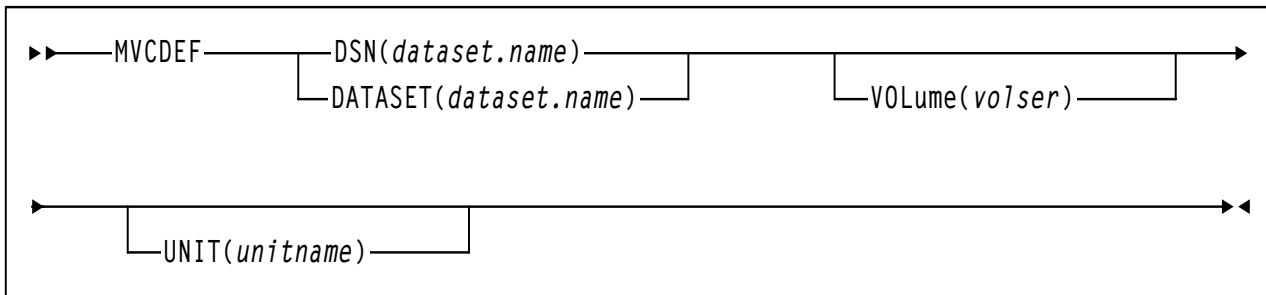 MVCDEF DSN(dataset.name)
DATASET(dataset.name) VOLume(volser)
UNIT(unitname)